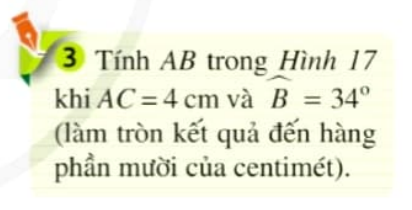 3 Tính AB trong Hình 17
khi AC = 4 cm và B̂ = 34°
(làm tròn kết quả đến hàng
phần mười của centimét).